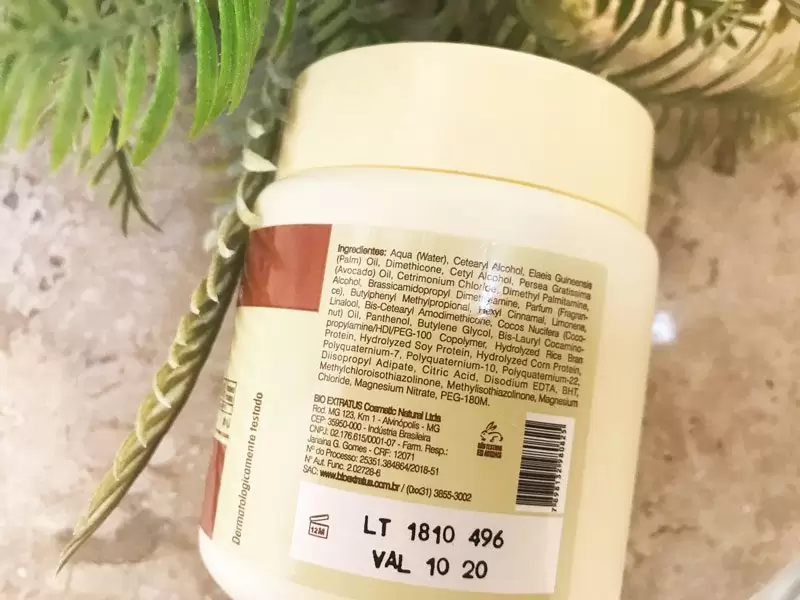 Ingredientes: Aqua (Water), Cetearyl Alcohol, Elaeis Guineensis
(Palm) Oil, Dimethicone, Cetyl Alcohol, Persea Gratissima
(Avocado) Oil, Cetrimonium Chloride, Dimethyl Palmitamine,
Alcohol, Brassicamidopropyl Dimethylamine, Parfum (Fragran-
ce), Butylphenyl Methylpropional, Hexyl Cinnamal, Limonene,
Linalool, Bis-Cetearyl Amodimethicone, Cocos Nucifera (Coco-
nut) Oil, Panthenol, Butylene Glycol, Bis-Lauryl Cocamino-
propylamine/HDI/PEG-100 Copolymer, Hydrolyzed Rice Bran
Protein, Hydrolyzed Soy Protein, Hydrolyzed Corn Protein,
Polyquaternium-7, Polyquaternium-10, Polyquaternium-22,
Diisopropyl Adipate, Citric Acid, Disodium EDTA, BHT,
Methylchloroisothiazolinone, Methylisothiazolinone, Magnesium
Chloride, Magnesium Nitrate, PEG-180M.
BIO EXTRATUS Cosmetic Natural Ltda
Rod. MG 123, Km 1 - Alvinópolis - MG
CEP: 35950-000 - Indústria Brasileira
CNPJ: 02.176.615/0001-07 - Farm. Resp.:
Janana G. Gomes - CRF: 12071
Nº do Processo: 25351.384864/2018-51
Nº Aut. Func. 2.02728-6
SAC: www.bioextratus.com.br / (0xx31) 3855-3002
Dermatologicamente testado
12M
LT 1810 496
VAL 10 20